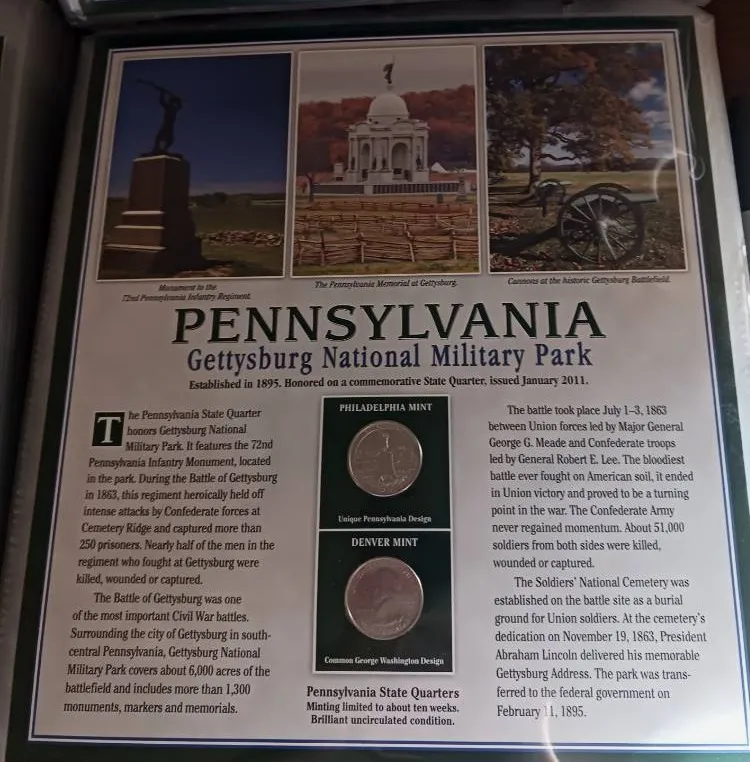 Monument to the
72nd Pennsylvania Infantry Regiment.
The Pennsylvania Memorial at Gettysburg.
Cannons at the historic Gettysburg Battlefield.
PENNSYLVANIA
Gettysburg National Military Park
Established in 1895. Honored on a commemorative State Quarter, issued January 2011.
The Pennsylvania State Quarter
honors Gettysburg National
Military Park. It features the 72nd
Pennsylvania Infantry Monument, located
in the park. During the Battle of Gettysburg
in 1863, this regiment heroically held off
intense attacks by Confederate forces at
Cemetery Ridge and captured more than
250 prisoners. Nearly half of the men in the
regiment who fought at Gettysburg were
killed, wounded or captured.
The Battle of Gettysburg was one
of the most important Civil War battles.
Surrounding the city of Gettysburg in south-
central Pennsylvania, Gettysburg National
Military Park covers about 6,000 acres of the
battlefield and includes more than 1,300
monuments, markers and memorials.
PHILADELPHIA MINT
Unique Pennsylvania Design
DENVER MINT
Common George Washington Design
Pennsylvania State Quarters
Minting limited to about ten weeks.
Brilliant uncirculated condition.
The battle took place July 1–3, 1863
between Union forces led by Major General
George G. Meade and Confederate troops
led by General Robert E. Lee. The bloodiest
battle ever fought on American soil, it ended
in Union victory and proved to be a turning
point in the war. The Confederate Army
never regained momentum. About 51,000
soldiers from both sides were killed,
wounded or captured.
The Soldiers' National Cemetery was
established on the battle site as a burial
ground for Union soldiers. At the cemetery's
dedication on November 19, 1863, President
Abraham Lincoln delivered his memorable
Gettysburg Address. The park was trans-
ferred to the federal government on
February 11, 1895.